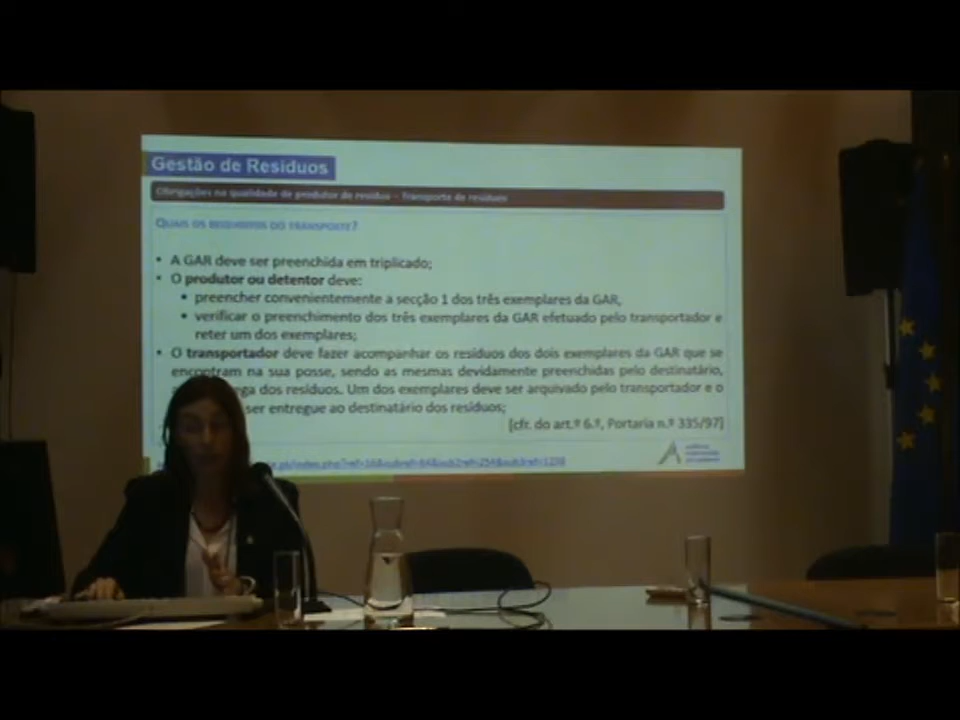 Gestão de Resíduos
Obrigações na qualidade de produtor de resíduo – Transporte de resíduos
QUAIS OS REQUISITOS DO TRANSPORTE?
• A GAR deve ser preenchida em triplicado;
• O produtor ou detentor deve:
• preencher convenientemente a secção 1 dos três exemplares da GAR,
• verificar o preenchimento dos três exemplares da GAR efetuado pelo transportador e
reter um dos exemplares;
• O transportador deve fazer acompanhar os resíduos dos dois exemplares da GAR que se
encontram na sua posse, sendo as mesmas devidamente preenchidas pelo destinatário,
dos resíduos. Um dos exemplares deve ser arquivado pelo transportador e o
ser entregue ao destinatário dos resíduos;
[cfr. do art.º 6.º, Portaria n.º 335/97]